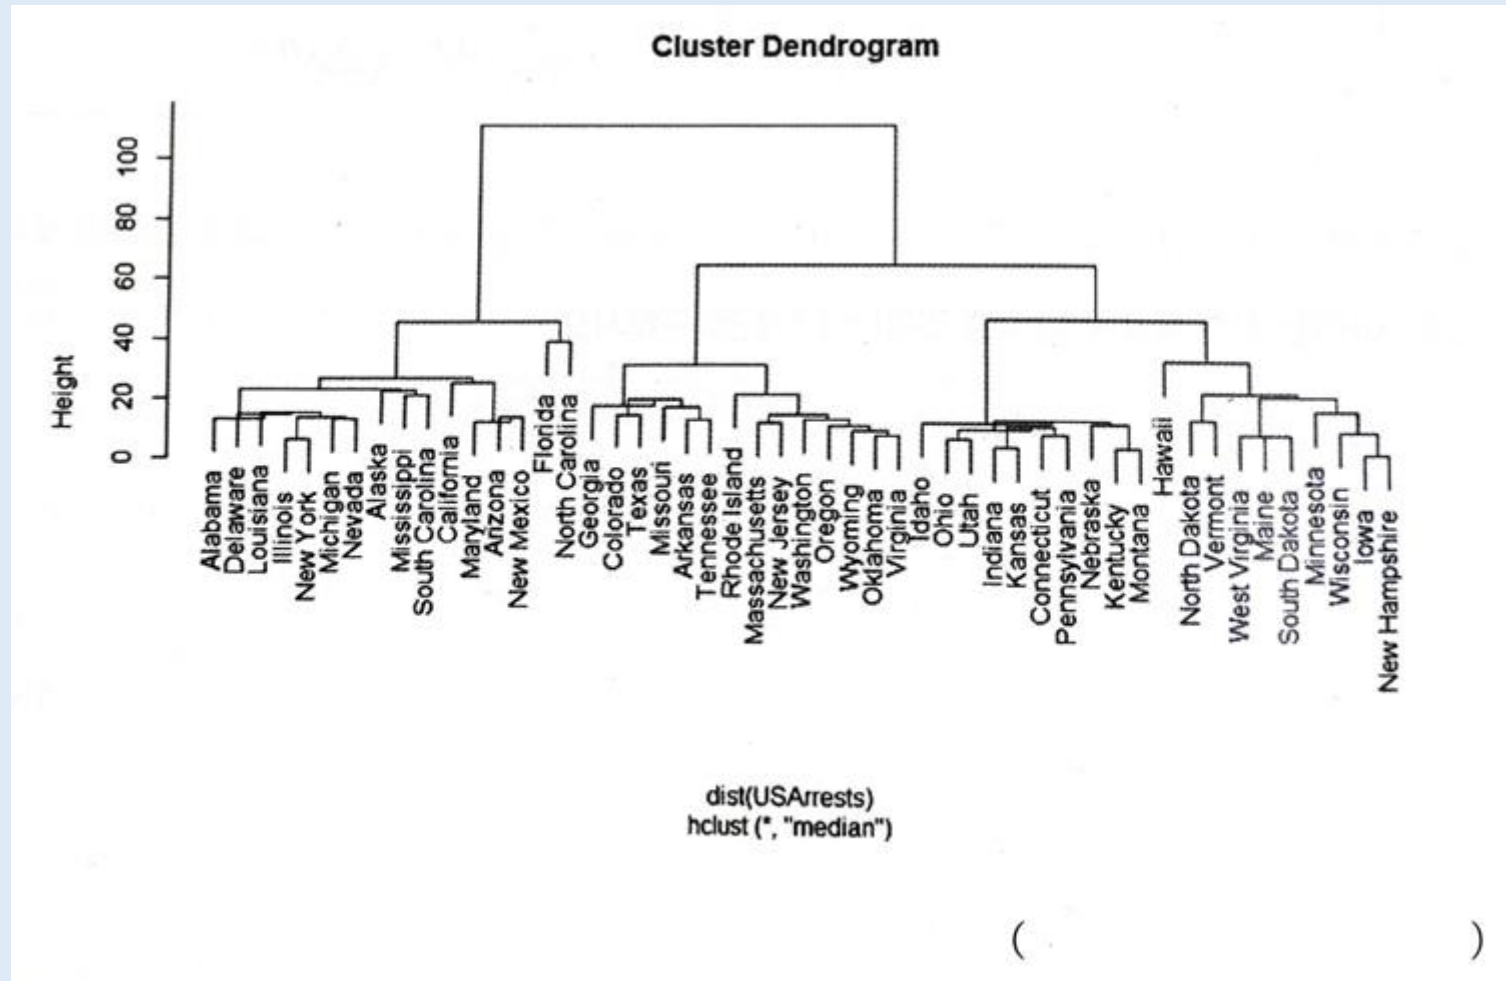 Cluster Dendrogram
Height
0
20
40
60
80
100
Alabama
Delaware
Louisiana
Illinois
New York
Michigan
Nevada
Alaska
Mississippi
South Carolina
California
Maryland
Arizona
New Mexico
Florida
North Carolina
Georgia
Colorado
Texas
Missouri
Arkansas
Tennessee
Rhode Island
Massachusetts
New Jersey
Washington
Oregon
Wyoming
Oklahoma
Virginia
Idaho
Ohio
Utah
Indiana
Kansas
Connecticut
Pennsylvania
Nebraska
Kentucky
Montana
Hawaii
North Dakota
Vermont
West Virginia
Maine
South Dakota
Minnesota
Wisconsin
Iowa
New Hampshire
dist(USArrests)
hclust (*, "median")
( )